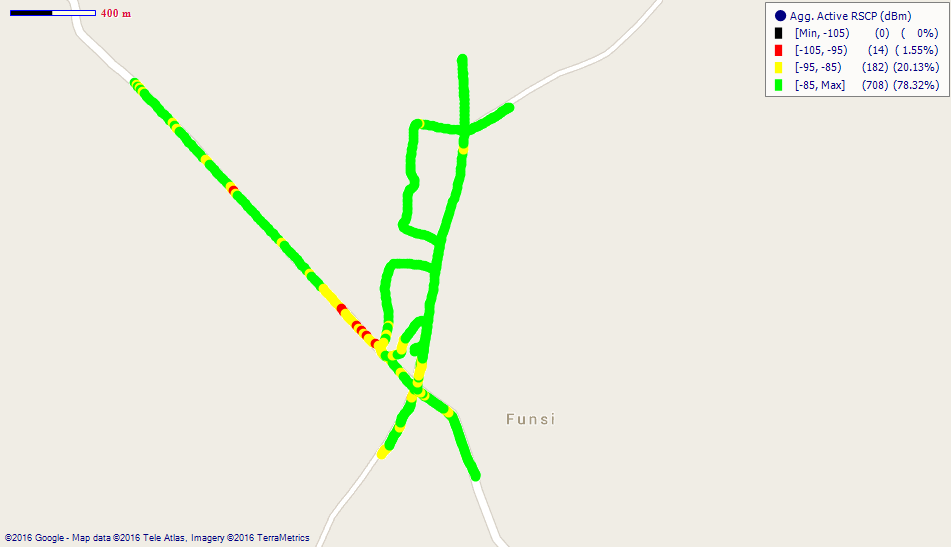 400 m
Agg. Active RSCP (dBm)
[Min, -105) (0) ( 0%)
[-105, -95) (14) ( 1.55%)
[-95, -85) (182) (20.13%)
[-85, Max] (708) (78.32%)
Funsi
©2016 Google - Map data ©2016 Tele Atlas, Imagery ©2016 TerraMetrics